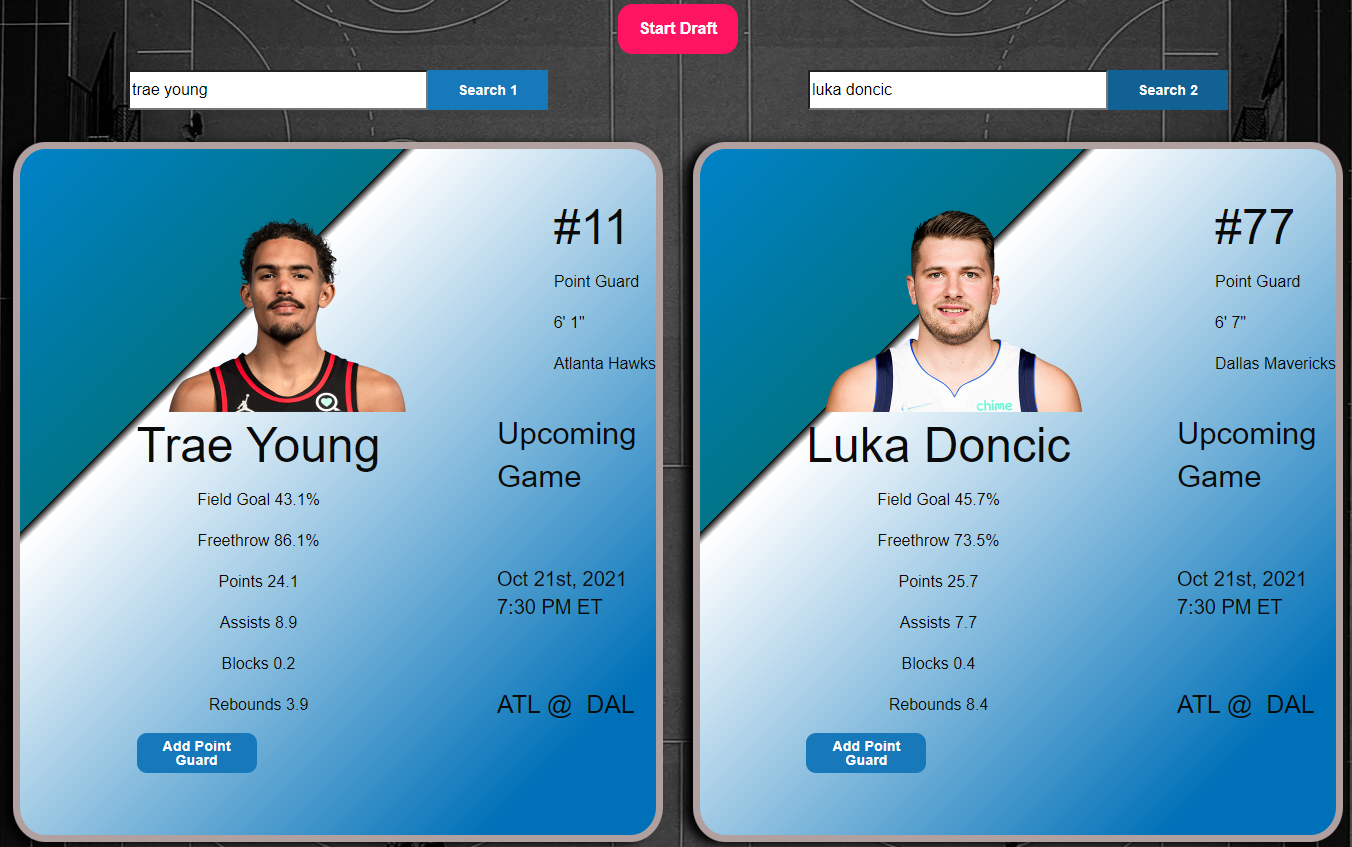 Start Draft
trae young
Search 1
luka doncic
Search 2
#11
Point Guard
6' 1"
Atlanta Hawks
Trae Young
Field Goal 43.1%
Freethrow 86.1%
Points 24.1
Assists 8.9
Blocks 0.2
Rebounds 3.9
Add Point
Guard
Upcoming
Game
Oct 21st, 2021
7:30 PM ET
ATL @ DAL
#77
Point Guard
6' 7"
Dallas Mavericks
chime
Luka Doncic
Field Goal 45.7%
Freethrow 73.5%
Points 25.7
Assists 7.7
Blocks 0.4
Rebounds 8.4
Add Point
Guard
Upcoming
Game
Oct 21st, 2021
7:30 PM ET
ATL @ DAL